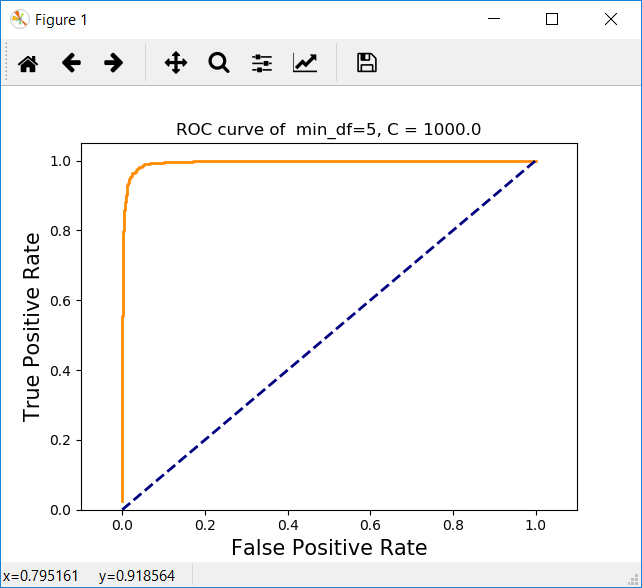 Figure 1
ROC curve of  min_df=5, C = 1000.0
1.0
0.8
0.6
0.4
0.2
0.0
True Positive Rate
0.0 0.2 0.4 0.6 0.8 1.0
False Positive Rate
x=0.795161 y=0.918564